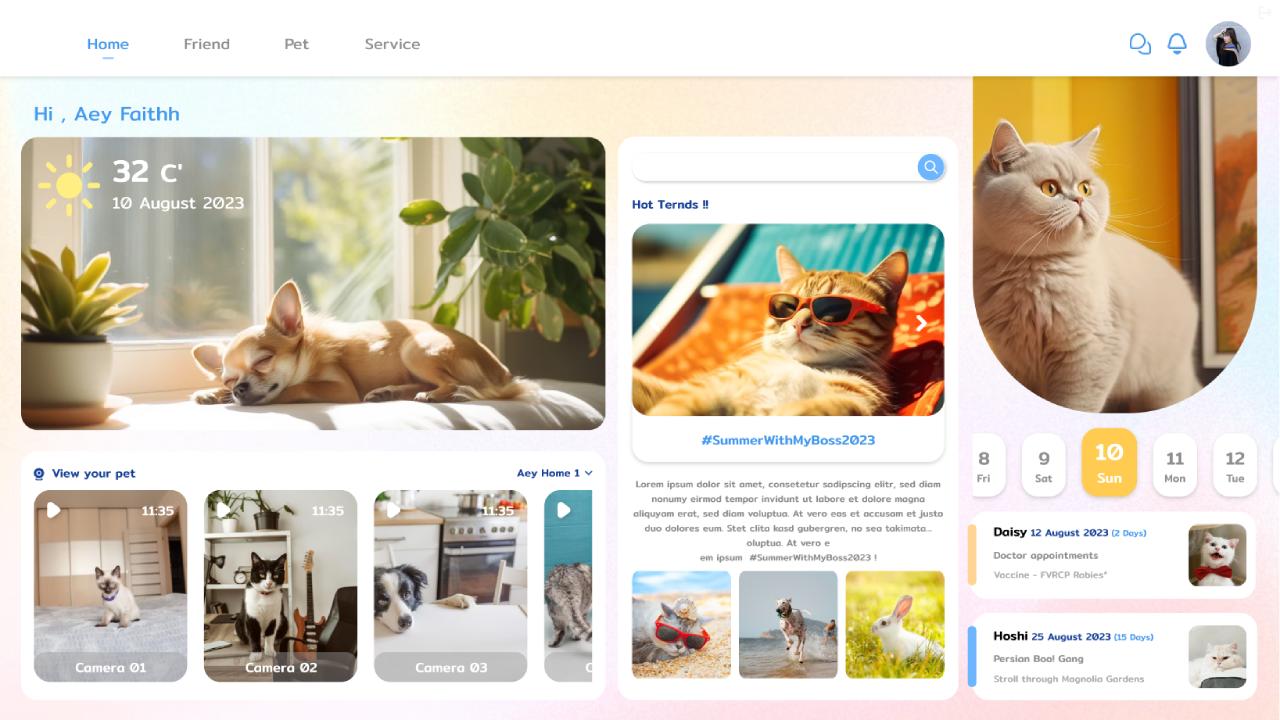 Home
Friend
Pet
Service
Hi , Aey Faithh
32 C'
10 August 2023
View your pet
Aey Home 1
11:35
11:35
11:35
Camera 01
Camera 02
Camera 03
C
Hot Ternds !!
#SummerWithMyBoss2023
Lorem ipsum dolor sit amet, consetetur sadipscing elitr, sed diam
nonumy eirmod tempor invidunt ut labore et dolore magna
aliquyam erat, sed diam voluptua. At vero eos et accusam et justo
duo dolores eum. Stet clita kasd gubergren, no sea takimata...
oluptua. At vero e
em ipsum #SummerWithMyBoss2023 !
8
Fri
9
Sat
10
Sun
11
Mon
12
Tue
Daisy 12 August 2023 (2 Days)
Doctor appointments
Vaccine - FVRCP Rabies*
Hoshi 25 August 2023 (15 Days)
Persian Boo! Gang
Stroll through Magnolia Gardens